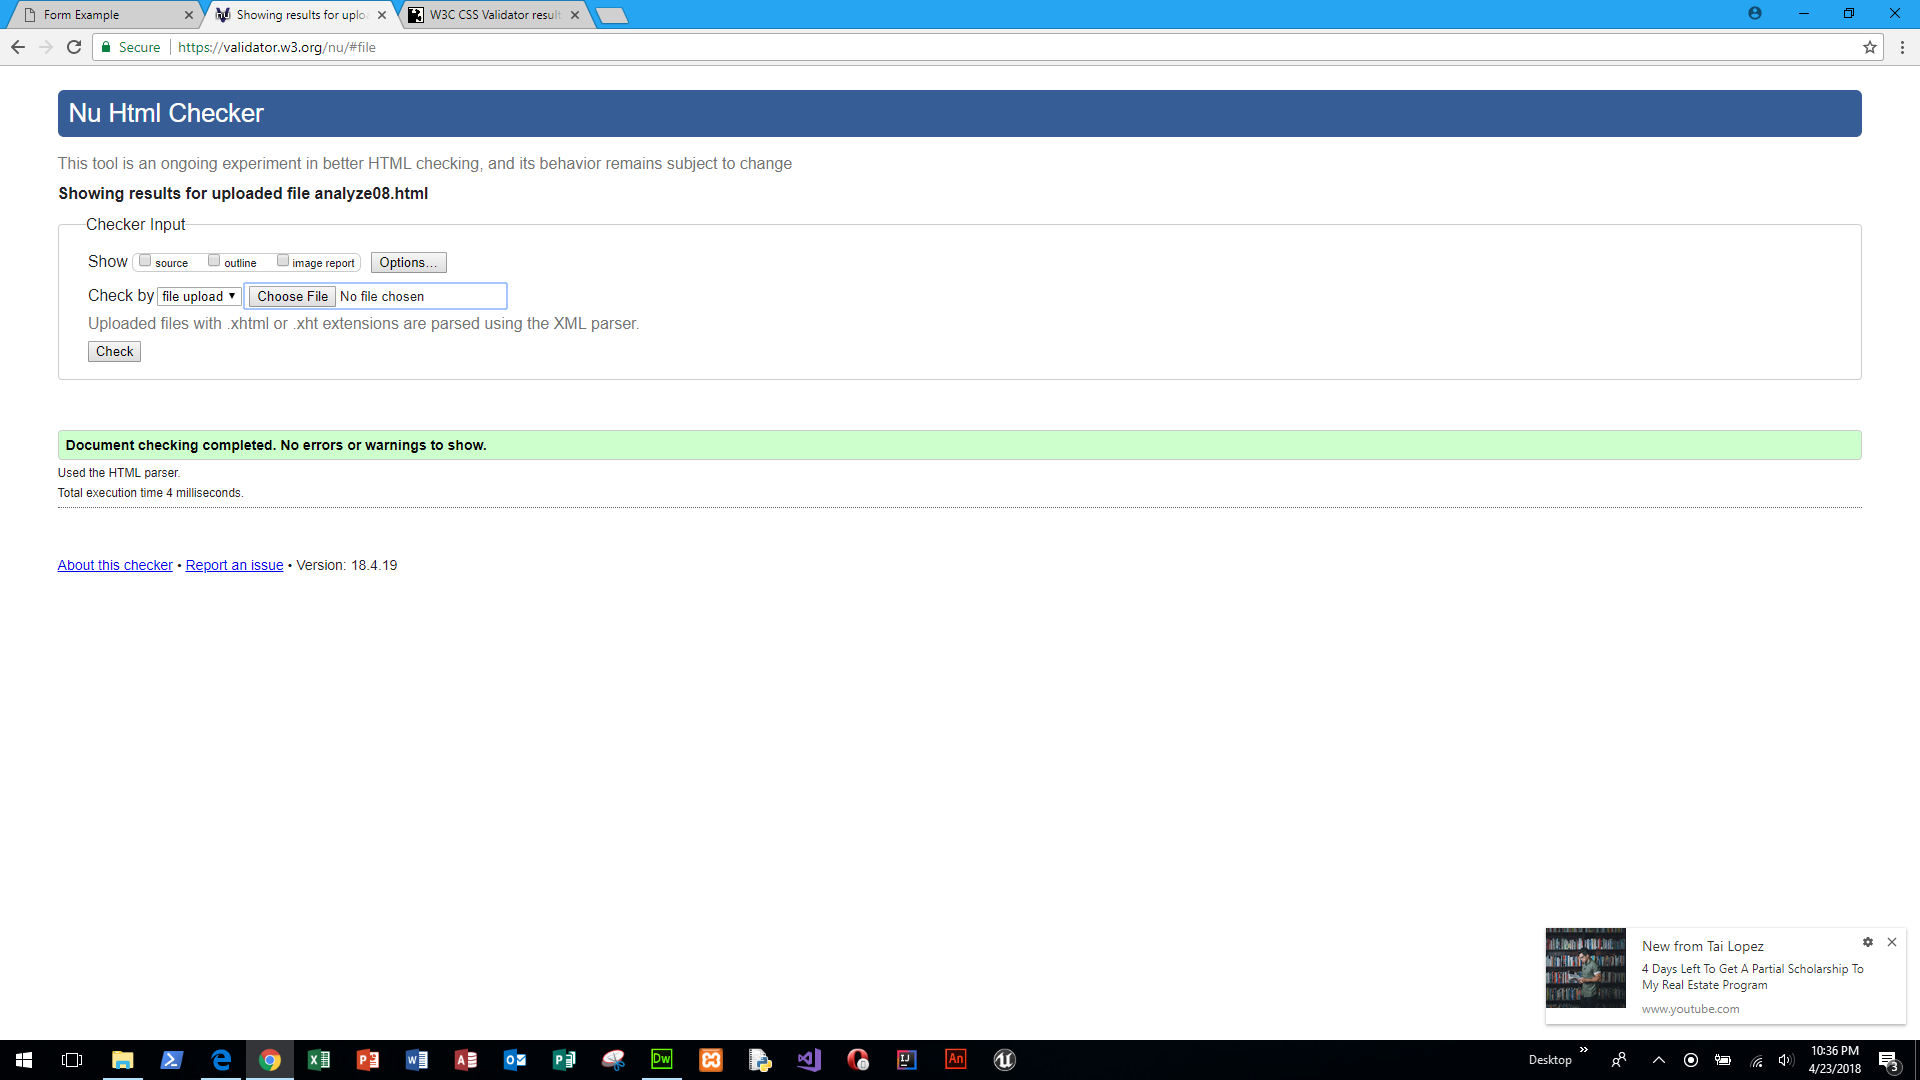 Form Example
Showing results for uplo
W3C CSS Validator result
Secure
https://validator.w3.org/nu/#file
Nu Html Checker
This tool is an ongoing experiment in better HTML checking, and its behavior remains subject to change
Showing results for uploaded file analyze08.html
Checker Input
Show source outline image report Options...
Check by file upload Choose File No file chosen
Uploaded files with .xhtml or .xht extensions are parsed using the XML parser.
Check
Document checking completed. No errors or warnings to show.
Used the HTML parser.
Total execution time 4 milliseconds.
About this checker • Report an issue • Version: 18.4.19
New from Tai Lopez
4 Days Left To Get A Partial Scholarship To
My Real Estate Program
www.youtube.com
Dw
An
Desktop
10:36 PM
4/23/2018
3